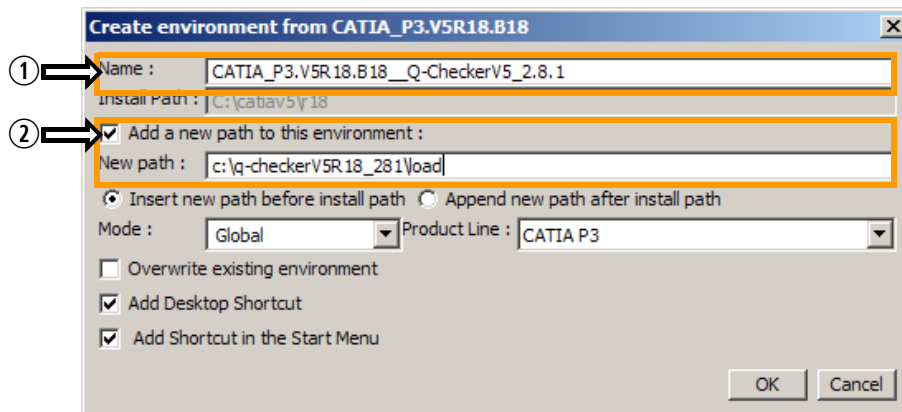 Create environment from CATIA_P3.V5R18.B18
① Name : CATIA_P3.V5R18.B18__Q-CheckerV5_2.8.1
Install Path : C:\catiav5\r18
② Add a new path to this environment :
New path : c:\q-checkerV5R18_281\load
Insert new path before install path Append new path after install path
Mode : Global Product Line : CATIA P3
Overwrite existing environment
Add Desktop Shortcut
Add Shortcut in the Start Menu
OK Cancel